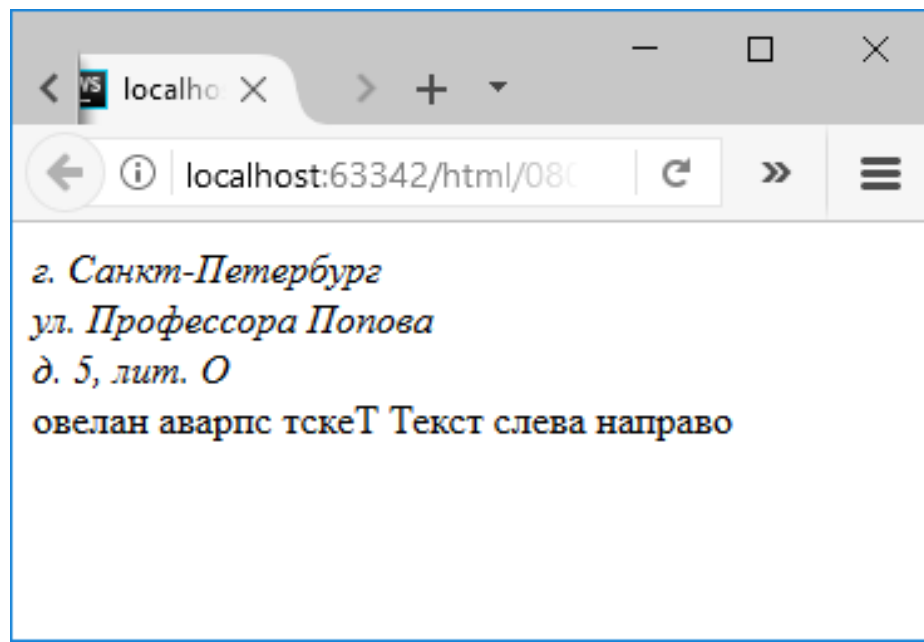 localho
localhost:63342/html/080
г. Санкт-Петербург
ул. Профессора Попова
д. 5, лит. О
овелан аварпс тскеТ Текст слева направо